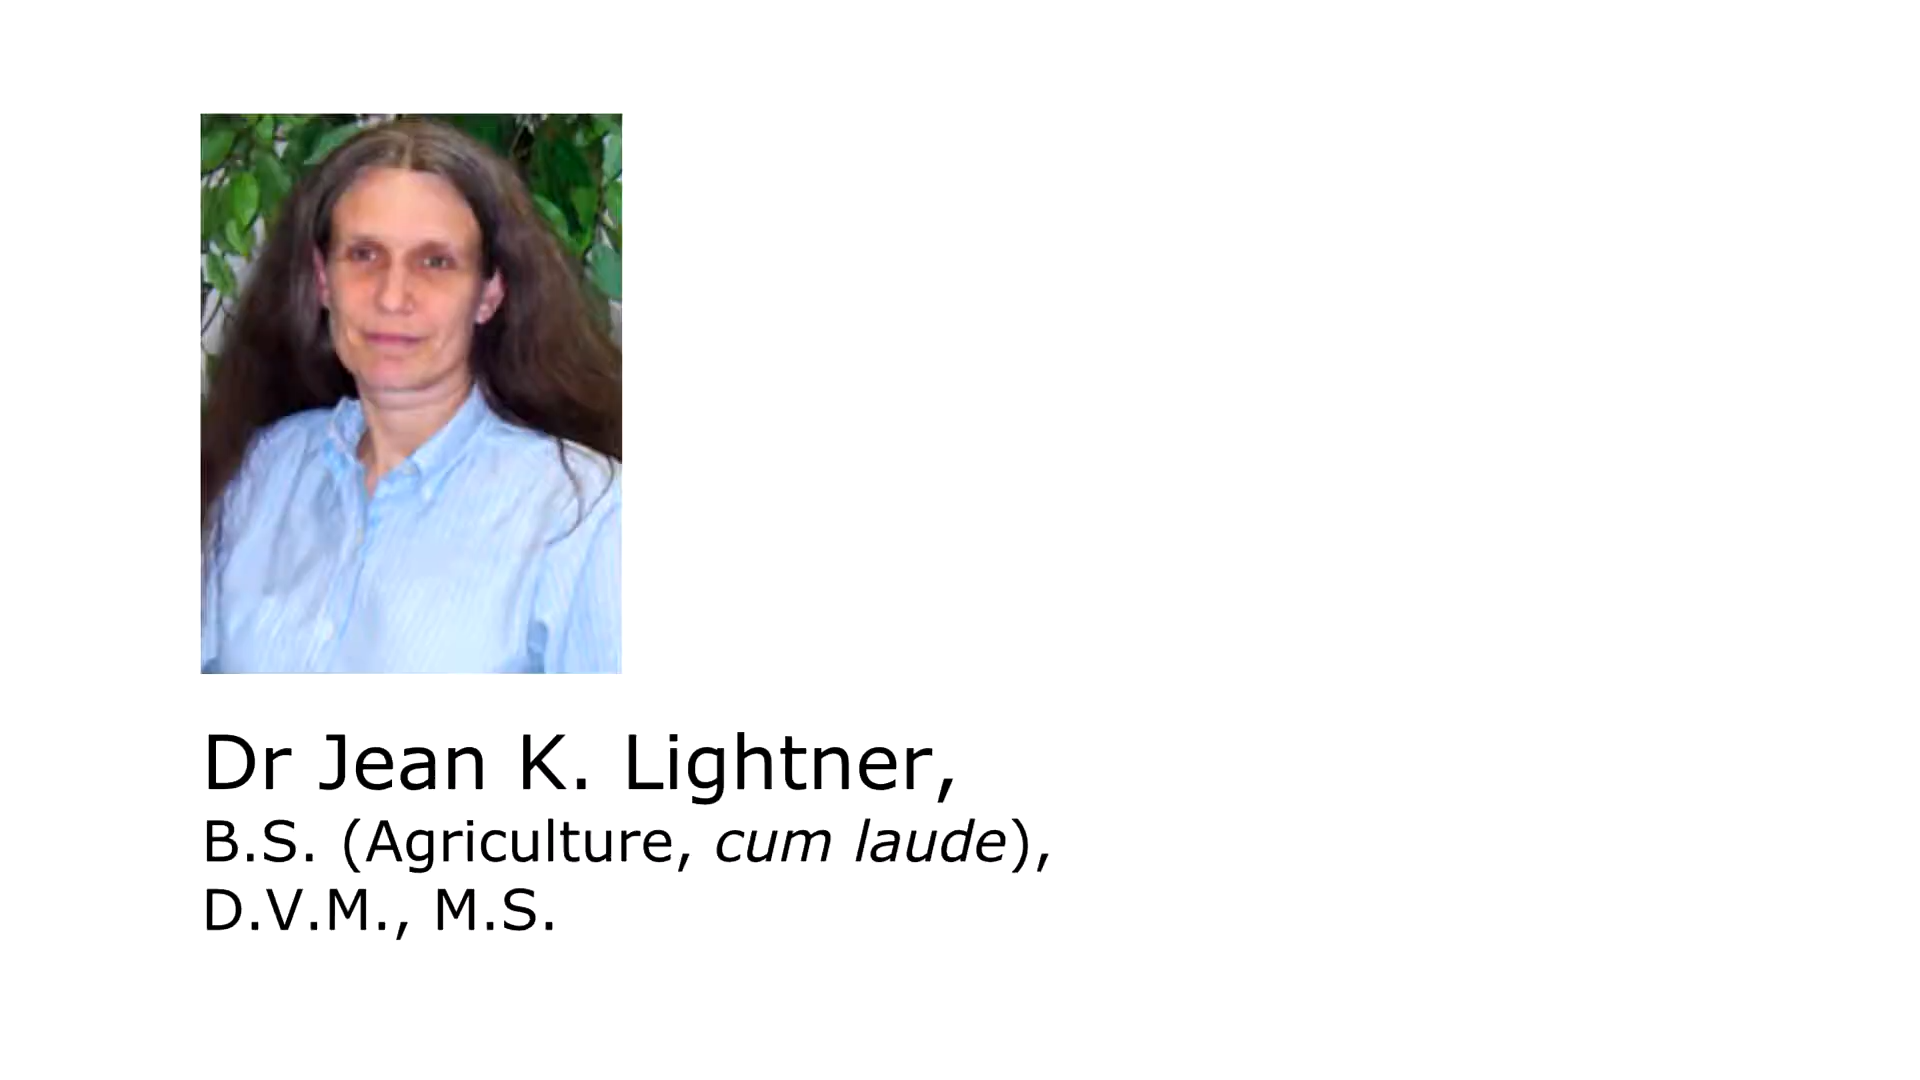 Dr Jean K. Lightner,
B.S. (Agriculture, cum laude),
D.V.M., M.S.